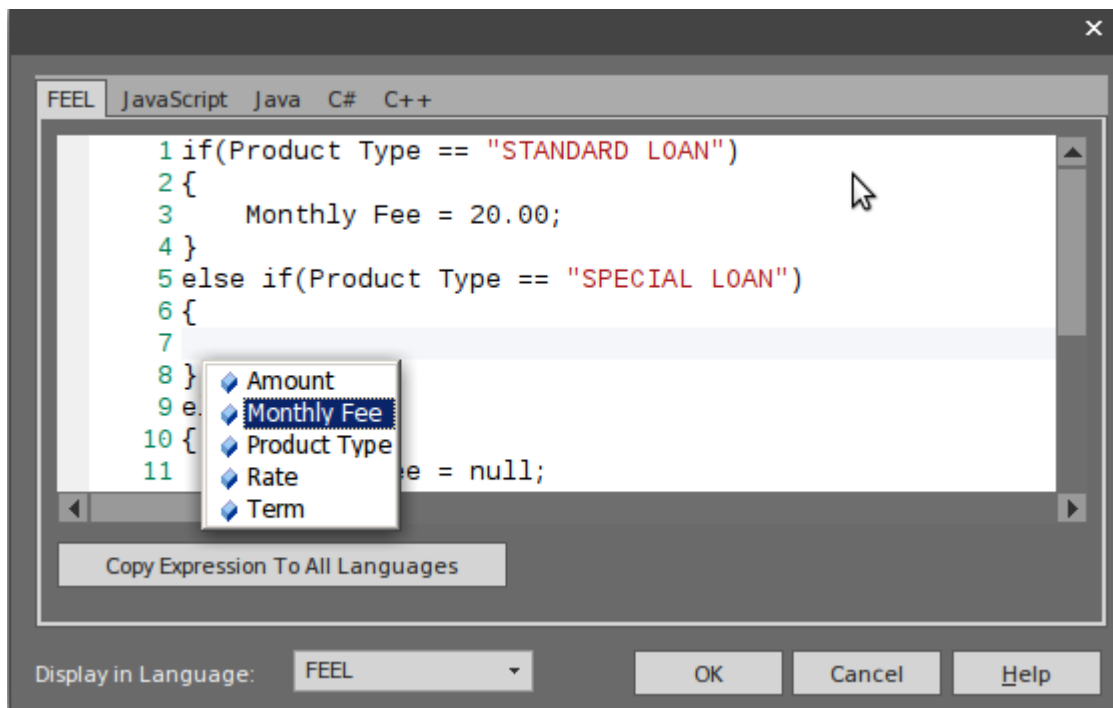 ×
FEEL JavaScript Java C# C++
1 if(Product Type == "STANDARD LOAN")
2 {
3 Monthly Fee = 20.00;
4 }
5 else if(Product Type == "SPECIAL LOAN")
6 {
7
8 }
9
10 {
11 = null;
Amount
Monthly Fee
Product Type
Rate
Term
Copy Expression To All Languages
Display in Language: FEEL OK Cancel Help